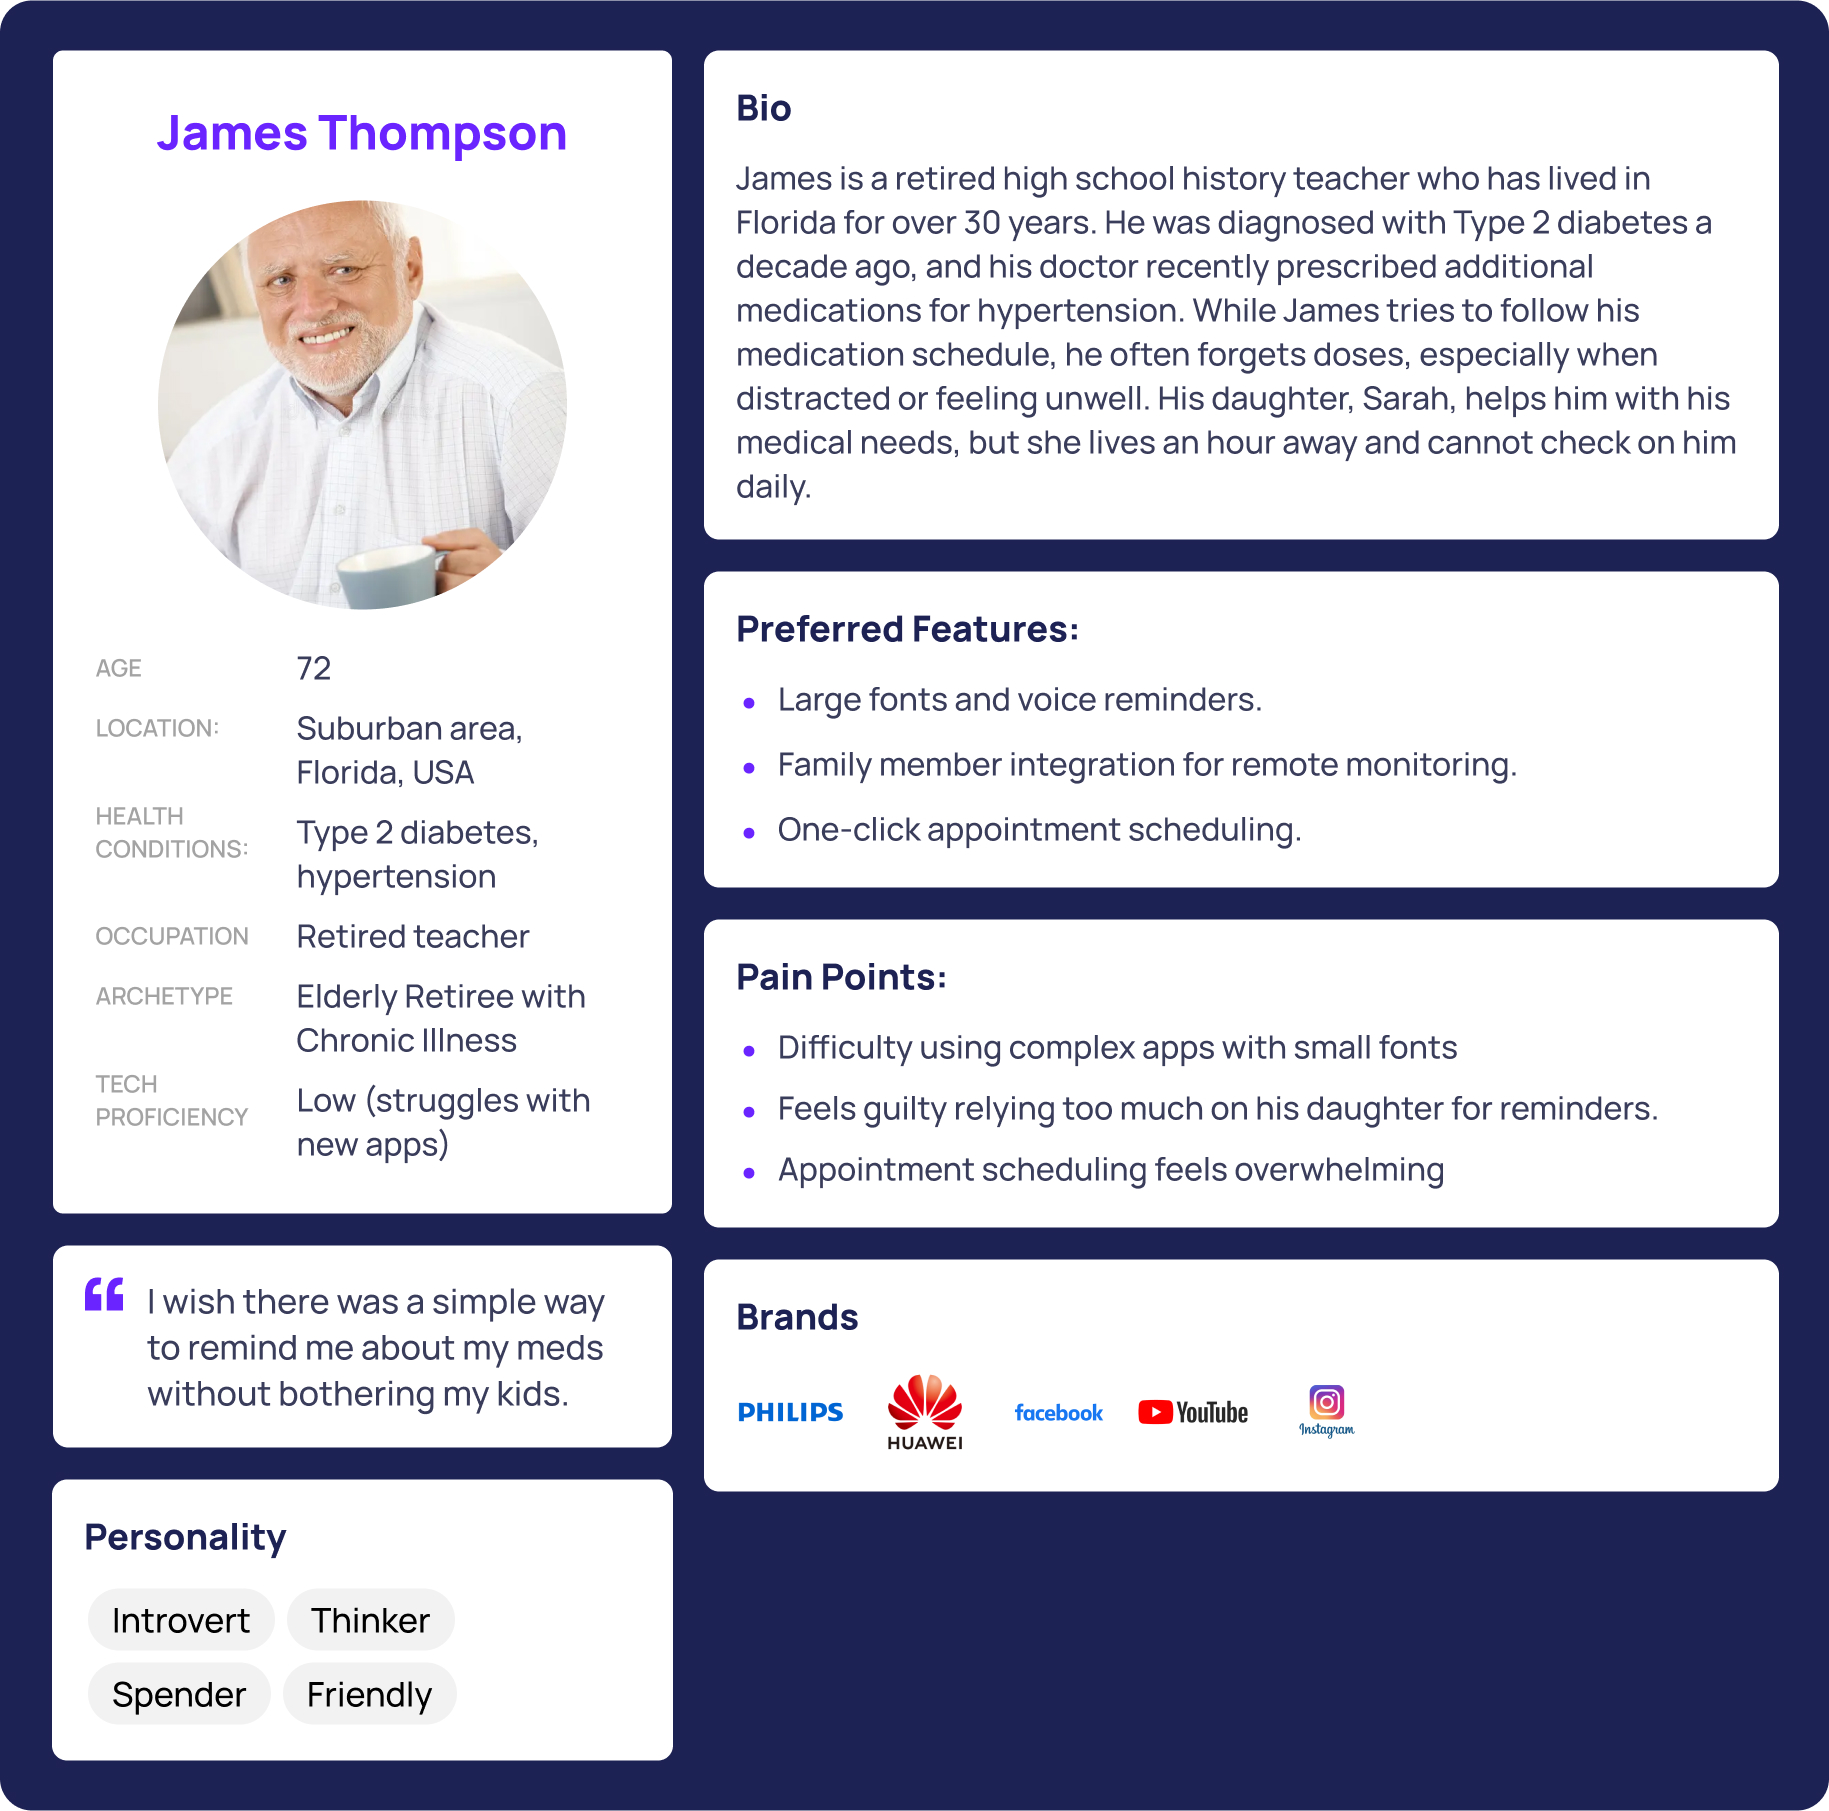 James Thompson
AGE
72
LOCATION:
Suburban area,
Florida, USA
HEALTH
CONDITIONS:
Type 2 diabetes,
hypertension
OCCUPATION
Retired teacher
ARCHETYPE
Elderly Retiree with
Chronic Illness
TECH
PROFICIENCY
Low (struggles with
new apps)
“ I wish there was a simple way
to remind me about my meds
without bothering my kids.
Personality
Introvert
Thinker
Spender
Friendly
Bio
James is a retired high school history teacher who has lived in
Florida for over 30 years. He was diagnosed with Type 2 diabetes a
decade ago, and his doctor recently prescribed additional
medications for hypertension. While James tries to follow his
medication schedule, he often forgets doses, especially when
distracted or feeling unwell. His daughter, Sarah, helps him with his
medical needs, but she lives an hour away and cannot check on him
daily.
Preferred Features:
• Large fonts and voice reminders.
• Family member integration for remote monitoring.
• One-click appointment scheduling.
Pain Points:
• Difficulty using complex apps with small fonts
• Feels guilty relying too much on his daughter for reminders.
• Appointment scheduling feels overwhelming
Brands
PHILIPS
HUAWEI
facebook
YouTube
Instagram